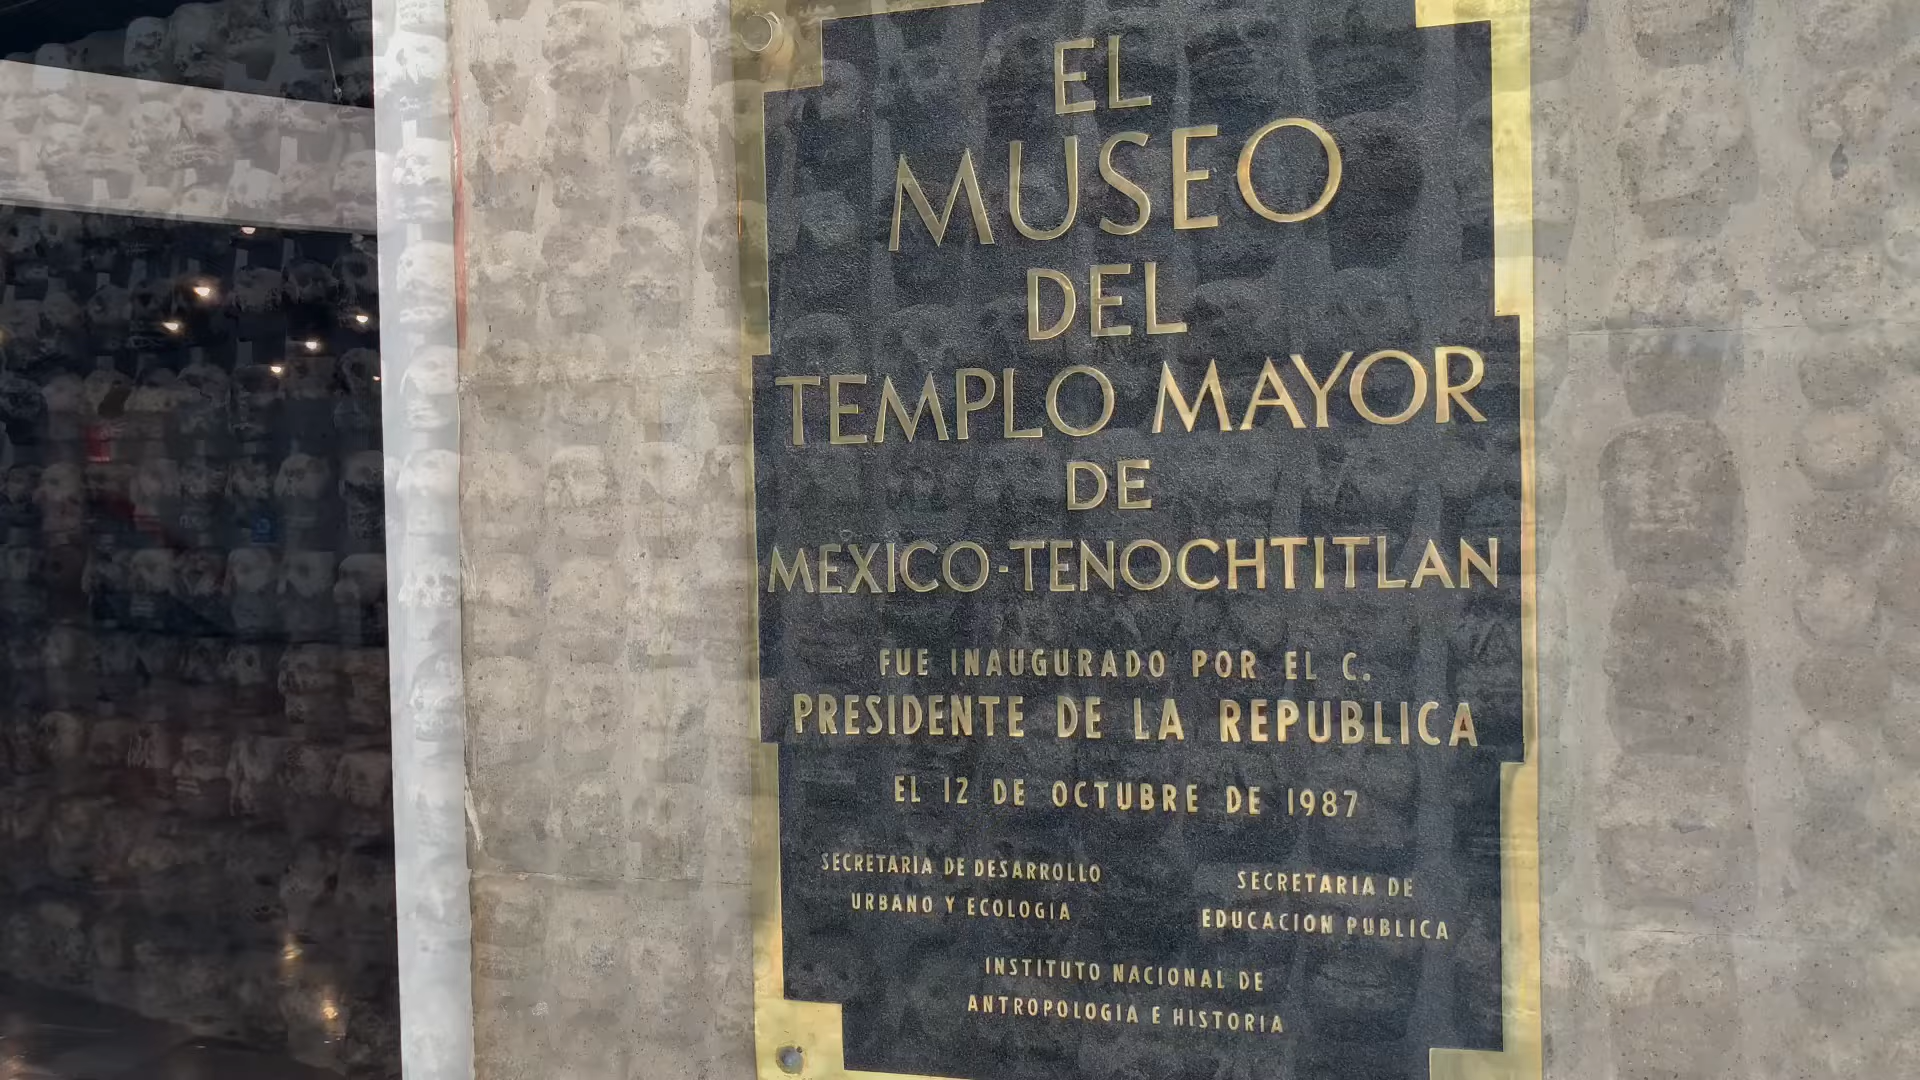 EL
MUSEO
DEL
TEMPLO MAYOR
DE
MEXICO-TENOCHTITLAN
FUE INAUGURADO POR EL C.
PRESIDENTE DE LA REPUBLICA
EL 12 DE OCTUBRE DE 1987
SECRETARIA DE DESARROLLO
URBANO Y ECOLOGIA
SECRETARIA DE
EDUCACION PUBLICA
INSTITUTO NACIONAL DE
ANTROPOLOGIA E HISTORIA